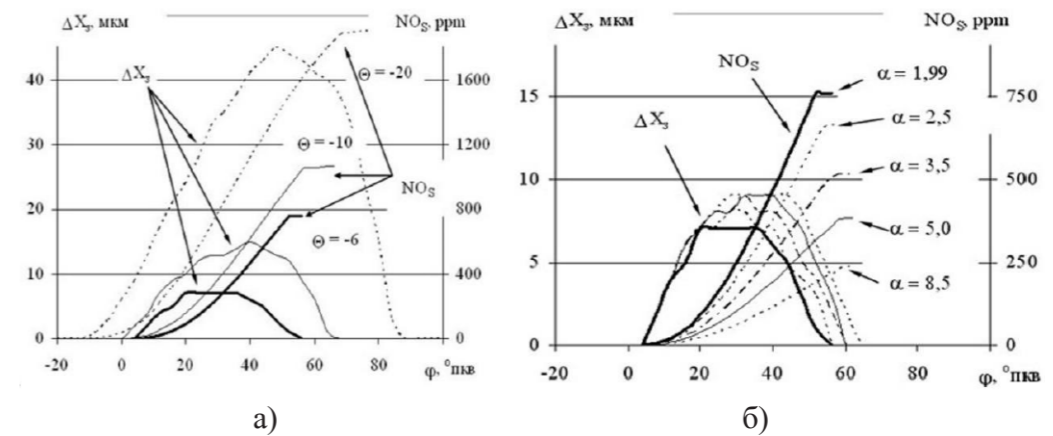 ΔXз, мкм NOS, ppm
40 1600
30 1200
20 800
10 400
0 0
-20 0 20 40 60 80 φ, °пкв
ΔXз
Θ = -20
Θ = -10
NOS
Θ = -6
а)
ΔXз, мкм NOS, ppm
15 750
10 500
5 250
0 0
-20 0 20 40 60 80 φ, °пкв
NOS
ΔXз
α = 1,99
α = 2,5
α = 3,5
α = 5,0
α = 8,5
б)